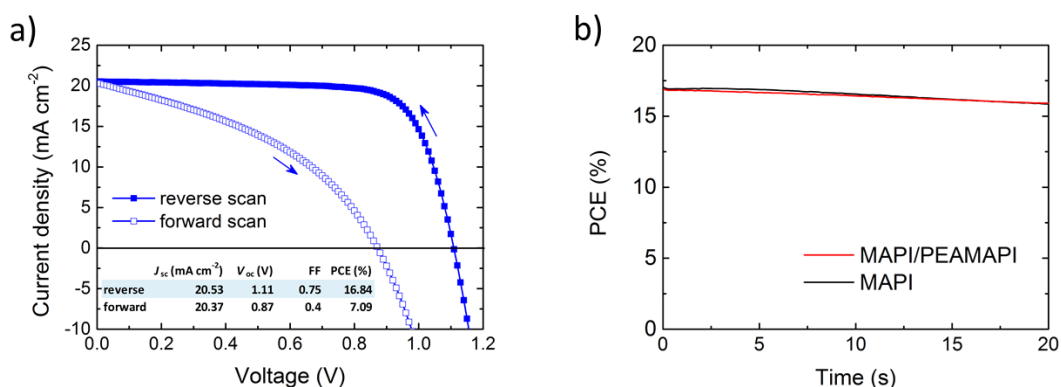 a)
Current density (mA cm⁻²)
25
20
15
10
5
0
-5
-10
0.0 0.2 0.4 0.6 0.8 1.0 1.2
Voltage (V)
reverse scan
forward scan
Jsc (mA cm⁻²) Voc (V) FF PCE (%)
reverse 20.53 1.11 0.75 16.84
forward 20.37 0.87 0.4 7.09
b)
PCE (%)
20
15
10
5
0
0 5 10 15 20
Time (s)
MAPI/PEAMAPI
MAPI